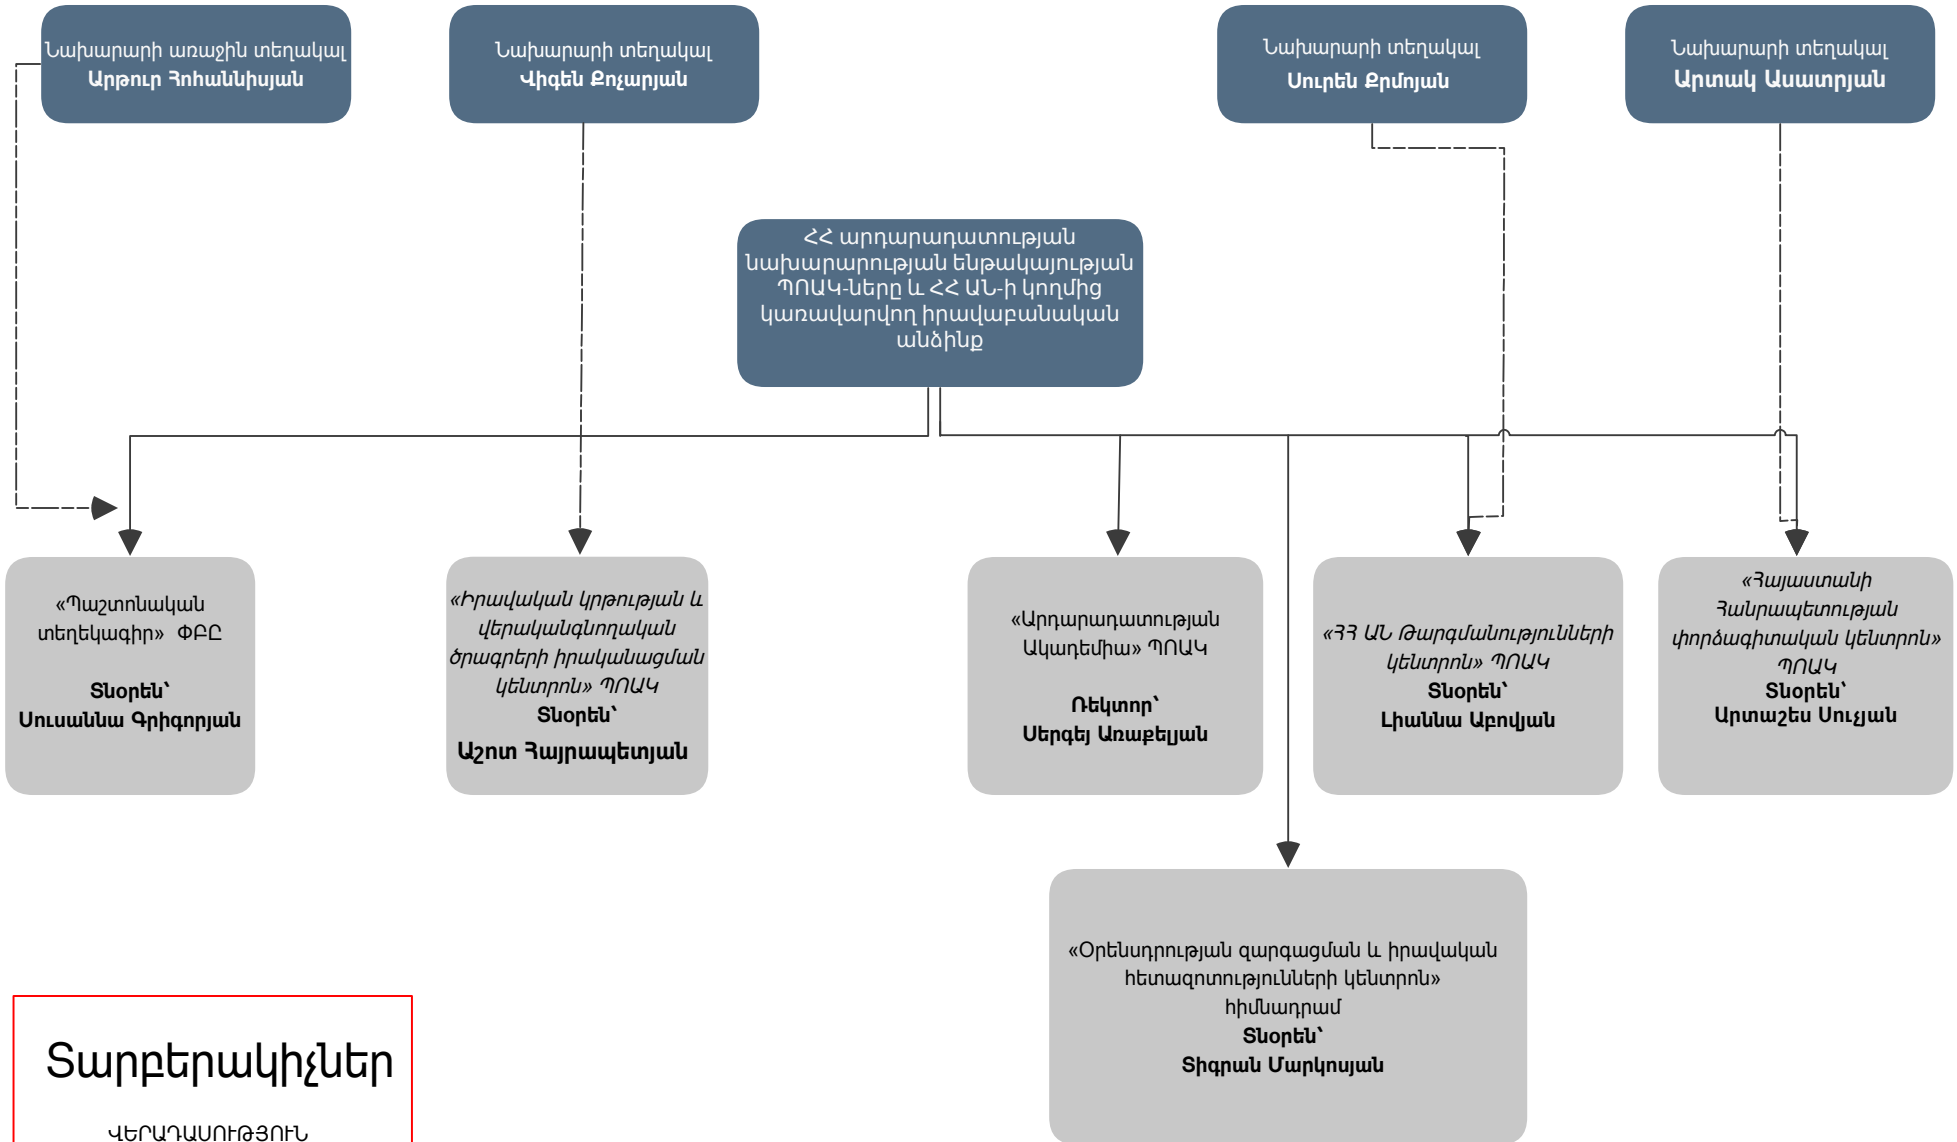 Նախարարի առաջին տեղակալ
Արթուր Հոհաննիսյան
Նախարարի տեղակալ
Վիգեն Քոչարյան
Նախարարի տեղակալ
Սուրեն Քրմոյան
Նախարարի տեղակալ
Արտակ Ասատրյան
ՀՀ արդարադատության
նախարարության ենթակայության
ՊՈԱԿ-ները և ՀՀ ԱՆ-ի կողմից
կառավարվող իրավաբանական
անձինք
«Պաշտոնական
տեղեկագիր» ՓԲԸ
Տնօրեն՝
Սուսաննա Գրիգորյան
«Իրավական կրթության և
վերականգնողական
ծրագրերի իրականացման
կենտրոն» ՊՈԱԿ
Տնօրեն՝
Աշոտ Հայրապետյան
«Արդարադատության
Ակադեմիա» ՊՈԱԿ
Ռեկտոր՝
Սերգեյ Առաքելյան
«ՀՀ ԱՆ Թարգմանությունների
կենտրոն» ՊՈԱԿ
Տնօրեն՝
Լիաննա Աբովյան
«Հայաստանի
Հանրապետության
փորձագիտական կենտրոն»
ՊՈԱԿ
Տնօրեն՝
Արտաշես Սուչյան
«Օրենսդրության զարգացման և իրավական
հետազոտությունների կենտրոն»
հիմնադրամ
Տնօրեն՝
Տիգրան Մարկոսյան
Տարբերակիչներ
ՎԵՐԱԴԱՍՈՒԹՅՈՒՆ